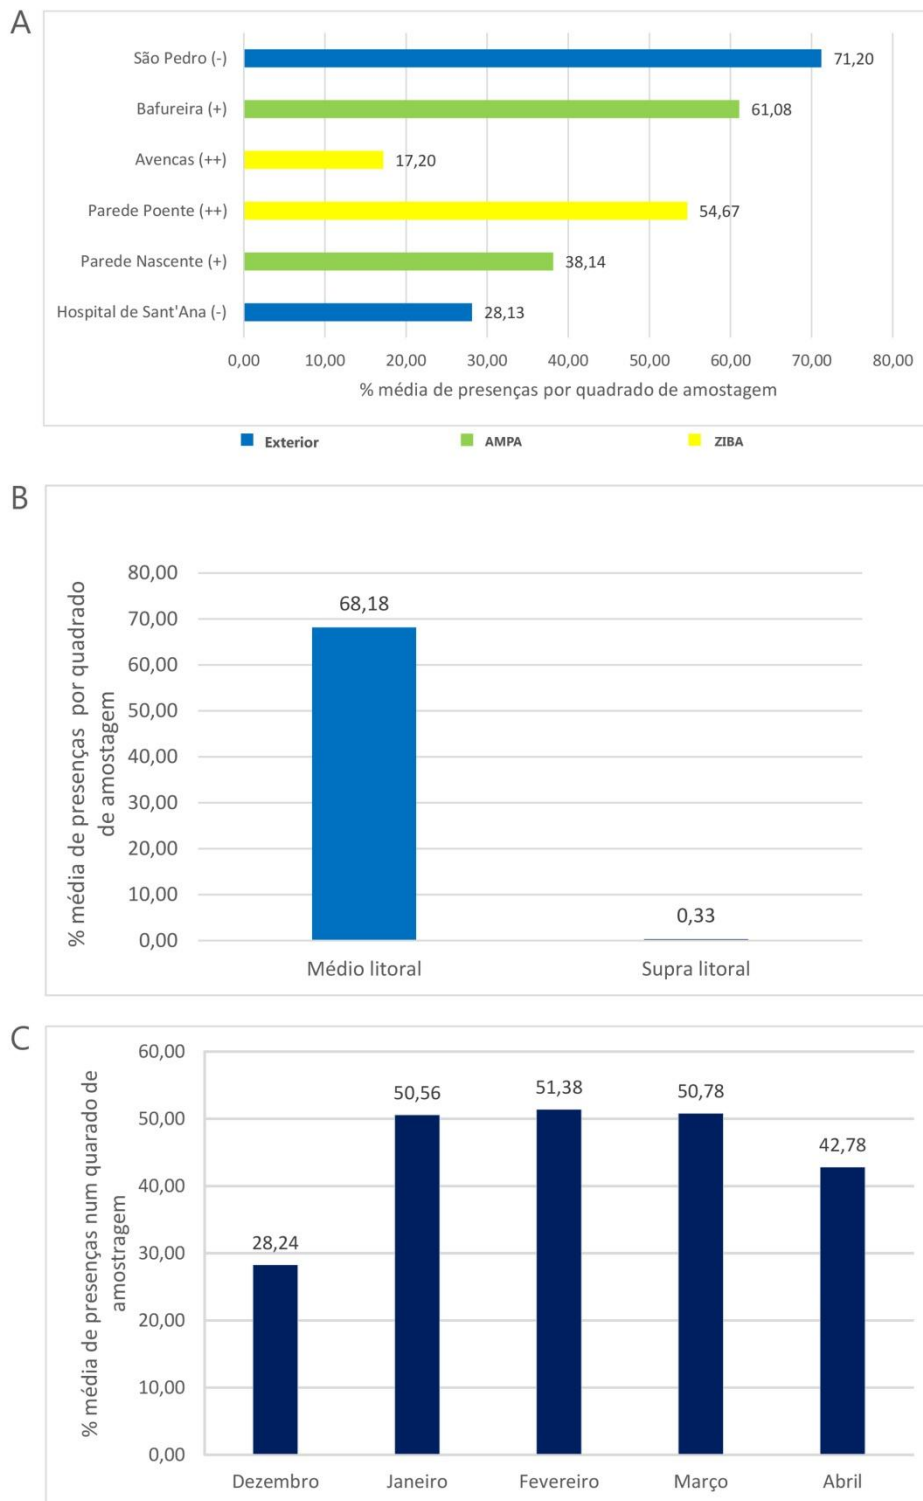 A
São Pedro (-)
71,20
Bafureira (+)
61,08
Avencas (++)
17,20
Parede Poente (++)
54,67
Parede Nascente (+)
38,14
Hospital de Sant'Ana (-)
28,13
0,00 10,00 20,00 30,00 40,00 50,00 60,00 70,00 80,00
% média de presenças por quadrado de amostagem
Exterior AMPA ZIBA
B
% média de presenças por quadrado
de amostagem
80,00
70,00
60,00
50,00
40,00
30,00
20,00
10,00
0,00
68,18
0,33
Médio litoral Supra litoral
C
% média de presenças num quarado de
amostragem
60,00
50,00
40,00
30,00
20,00
10,00
0,00
28,24
50,56
51,38
50,78
42,78
Dezembro Janeiro Fevereiro Março Abril